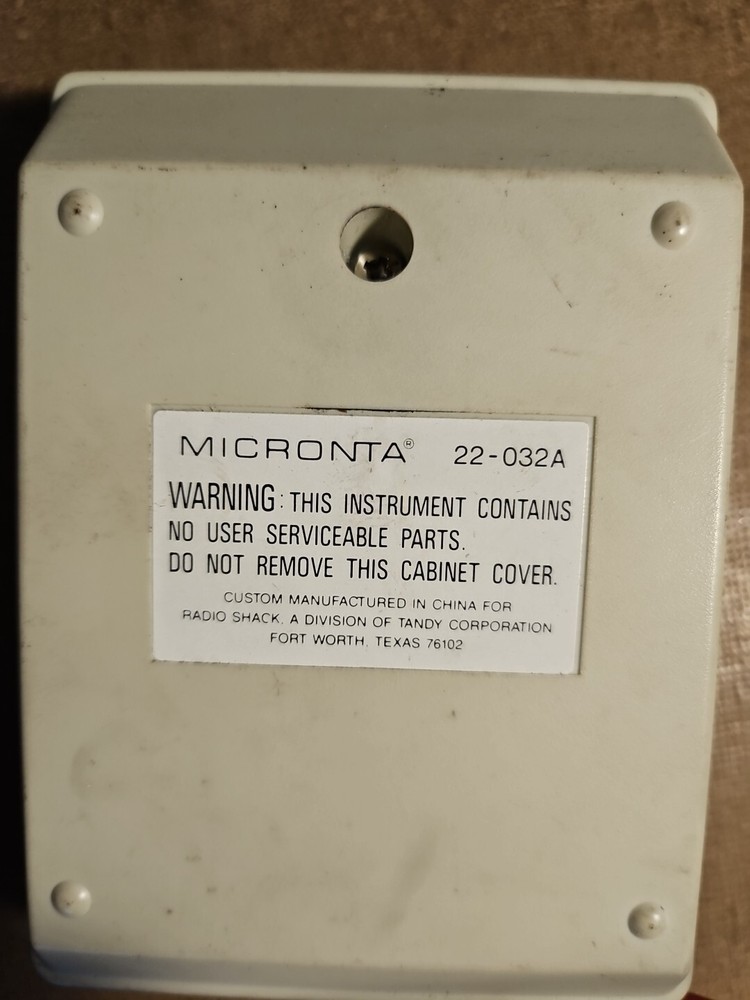 MICRONTA® 22-032A
WARNING: THIS INSTRUMENT CONTAINS
NO USER SERVICEABLE PARTS.
DO NOT REMOVE THIS CABINET COVER.
CUSTOM MANUFACTURED IN CHINA FOR
RADIO SHACK, A DIVISION OF TANDY CORPORATION
FORT WORTH, TEXAS 76102